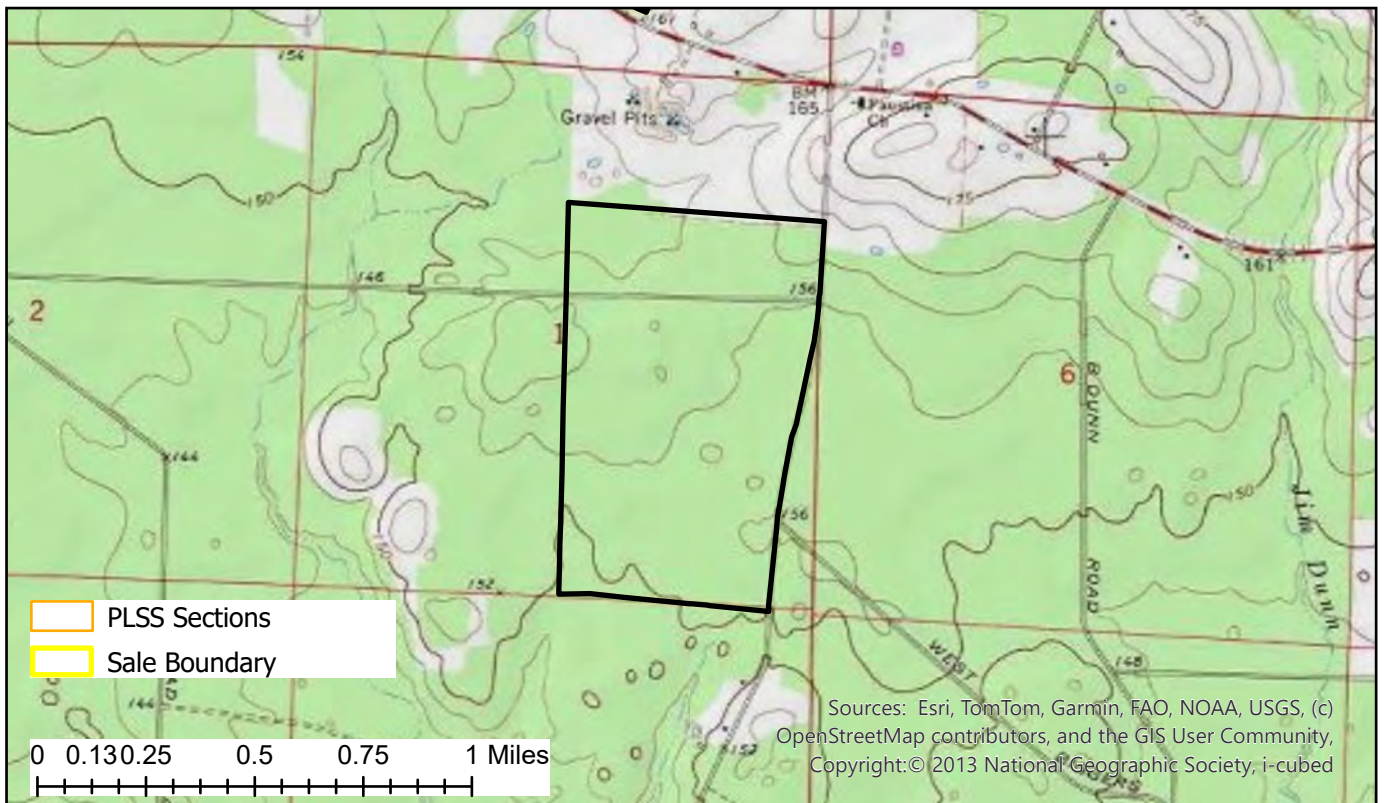 161
154
BM
165
Gravel Pits
Ch
150
175
161
146
156
2
1
6
B DUNN
144
150
156
Jim
152
ROAD
Dunn
PLSS Sections
Sale Boundary
WEST
148
144
152
Sources: Esri, TomTom, Garmin, FAO, NOAA, USGS, (c)
OpenStreetMap contributors, and the GIS User Community,
Copyright:© 2013 National Geographic Society, i-cubed
0 0.130.25 0.5 0.75 1 Miles